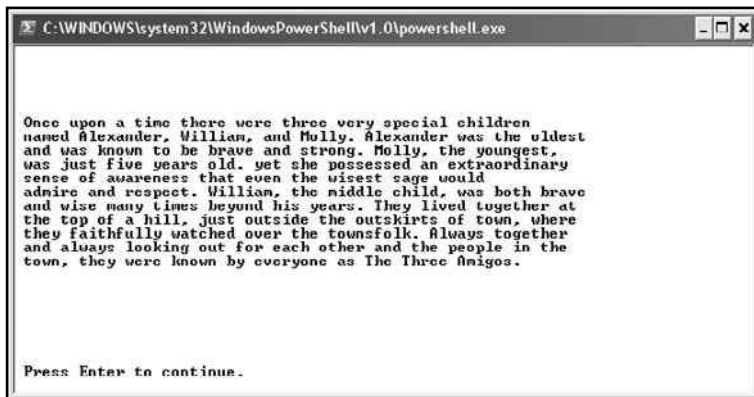 C:\WINDOWS\system32\WindowsPowerShell\v1.0\powershell.exe
Once upon a time there were three very special children
named Alexander, William, and Molly. Alexander was the oldest
and was known to be brave and strong. Molly, the youngest,
was just five years old. yet she possessed an extraordinary
sense of awareness that even the wisest sage would
admire and respect. William, the middle child, was both brave
and wise many times beyond his years. They lived together at
the top of a hill, just outside the outskirts of town, where
they faithfully watched over the townsfolk. Always together
and always looking out for each other and the people in the
town, they were known by everyone as The Three Amigos.
Press Enter to continue.